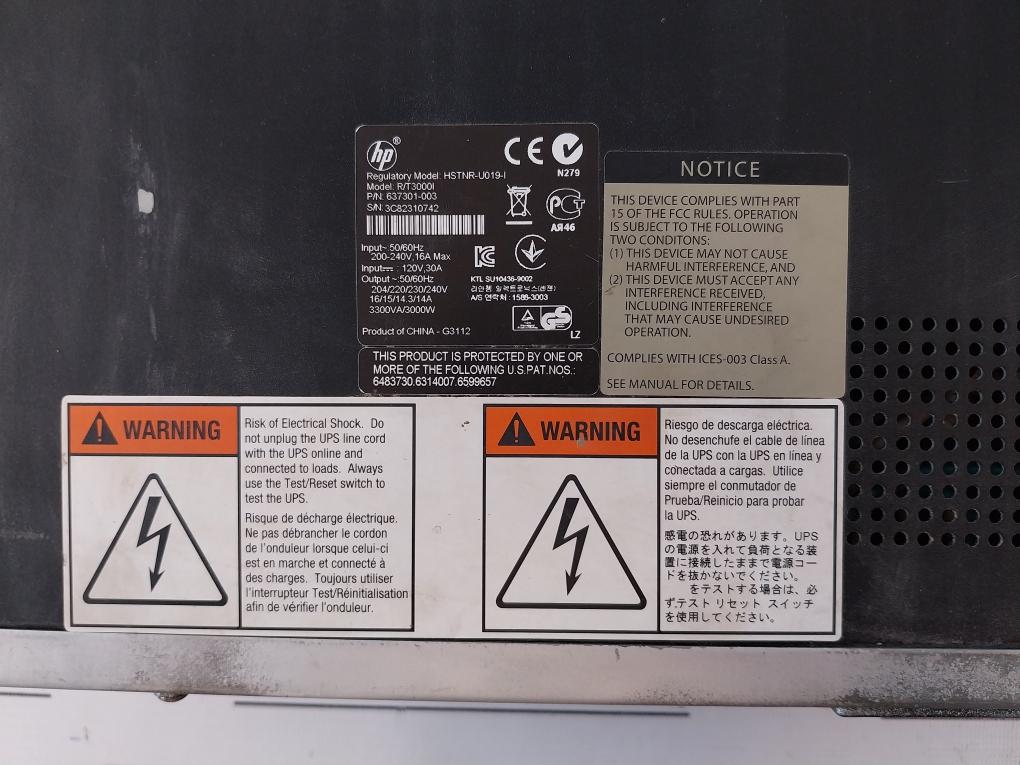 hp®
CE N279
Regulatory Model: HSTNR-U019-I
Model: R/T3000I
P/N: 637301-003
S/N: 3C82310742
PCT
АЯ46
Input~:50/60Hz
200-240V,16A Max
Input⎓: 120V,30A
Output ~:50/60Hz
204/220/230/240V
16/15/14.3/14A
3300VA/3000W
KTL SU10436-9002
A/S 연락처 : 1588-3003
Product of CHINA - G3112
LZ
THIS PRODUCT IS PROTECTED BY ONE OR
MORE OF THE FOLLOWING U.S.PAT.NOS.:
6483730.6314007.6599657
NOTICE
THIS DEVICE COMPLIES WITH PART
15 OF THE FCC RULES. OPERATION
IS SUBJECT TO THE FOLLOWING
TWO CONDITONS:
(1) THIS DEVICE MAY NOT CAUSE
HARMFUL INTERFERENCE, AND
(2) THIS DEVICE MUST ACCEPT ANY
INTERFERENCE RECEIVED,
INCLUDING INTERFERENCE
THAT MAY CAUSE UNDESIRED
OPERATION.
COMPLIES WITH ICES-003 Class A.
SEE MANUAL FOR DETAILS.
WARNING
Risk of Electrical Shock. Do
not unplug the UPS line cord
with the UPS online and
connected to loads. Always
use the Test/Reset switch to
test the UPS.
Risque de décharge électrique.
Ne pas débrancher le cordon
de l'onduleur lorsque celui-ci
est en marche et connecté à
des charges. Toujours utiliser
l'interrupteur Test/Réinitialisation
afin de vérifier l'onduleur.
WARNING
Riesgo de descarga eléctrica.
No desenchufe el cable de línea
de la UPS con la UPS en línea y
conectada a cargas. Utilice
siempre el conmutador de
Prueba/Reinicio para probar
la UPS.
感電の恐れがあります。UPS
の電源を入れて負荷となる装
置に接続したままで電源コー
ドを抜かないでください。
をテストする場合は、必
ず,テスト リセット スイッチ
を使用してください。